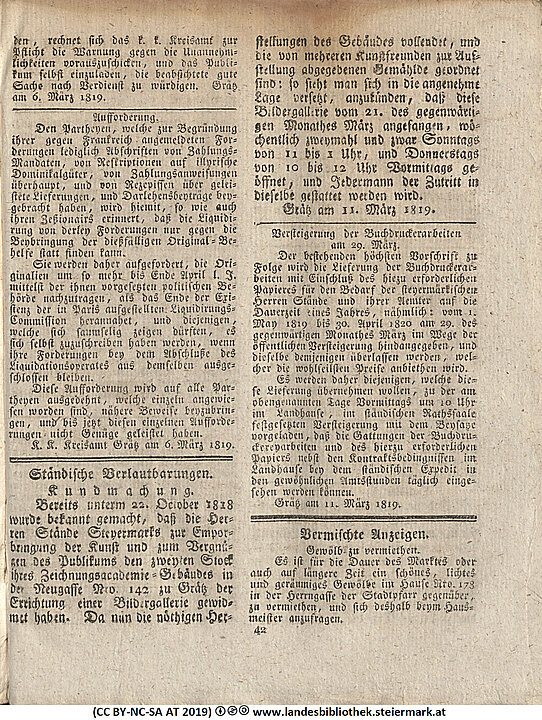 den, rechnet sich das k. k. Kreisamt zur
Pflicht die Warnung gegen die Unannehm-
lichkeiten vorauszuschicken, und das Publi-
kum selbst einzuladen, die beabsichtete gute
Sache nach Verdienst zu würdigen. Grätz
am 6. März 1819.
Aufforderung.
Den Partheyen, welche zur Begründung
ihrer gegen Frankreich angemeldeten For-
derungen lediglich Abschriften von Zahlungs-
Mandaten, von Reskriptionen auf illyrische
Dominikalgüter, von Zahlungsanweisungen
überhaupt, und von Rezepissen über gelei-
stete Lieferungen, und Darlehensbeyträge bey-
gebracht haben, wird hiemit, so wie auch
ihren Zessionairs erinnert, daß die Liquidi-
rung von derley Forderungen nur gegen die
Beybringung der dießfälligen Original-Be-
helfe statt finden kann.
Sie werden daher aufgefordert, die Ori-
ginalien um so mehr bis Ende April l. J.
mittelst der ihnen vorgesetzten politischen Be-
hörde nachzutragen, als das Ende der Exi-
stenz der in Paris aufgestellten Liquidirungs-
Commission herannahet, und diejenigen,
welche sich saumselig zeigen dürften, es
sich selbst zuzuschreiben haben werden, wenn
ihre Forderungen bey dem Abschluße des
Liquidationsoperates aus demselben ausge-
schlossen bleiben.
Diese Aufforderung wird auf alle Par-
theyen ausgedehnt, welche einzeln angewie-
sen worden sind, nähere Beweise beyzubrin-
gen, und bis jetzt diesen einzelnen Aufforde-
rungen nicht Genüge geleistet haben.
K. K. Kreisamt Grätz am 6. März 1819.
Ständische Verlautbarungen.
Kundmachung.
Bereits unterm 22. October 1818
wurde bekannt gemacht, daß die Her-
ren Stände Steyermarks zur Empor-
bringung der Kunst und zum Vergnü-
gen des Publikums den zweyten Stock
ihres Zeichnungsacademie-Gebäudes in
der Neugasse Nro. 142 zu Grätz der
Errichtung einer Bildergallerie gewid-
met haben. Da nun die nöthigen Her-
stellungen des Gebäudes vollendet, und
die von mehreren Kunstfreunden zur Auf-
stellung abgegebenen Gemählde geordnet
sind: so sieht man sich in die angenehme
Lage versetzt, anzukünden, daß diese
Bildergallerie vom 21. des gegenwärti-
gen Monathes März angefangen, wö-
chentlich zweymahl und zwar Sonntags
von 11 bis 1 Uhr, und Donnerstags
von 10 bis 12 Uhr Vormittags ge-
öffnet, und Jedermann der Zutritt in
dieselbe gestattet werden wird.
Grätz am 11. März 1819.
Versteigerung der Buchdruckerarbeiten
am 29. März.
Der bestehenden höchsten Vorschrift zu
Folge wird die Lieferung der Buchdruckerar-
beiten mit Einschluß des hiezu erforderlichen
Papiers für den Bedarf der steyermärkischen
Herren Stände und ihrer Aemter auf die
Dauerzeit eines Jahres, nähmlich: vom 1.
May 1819 bis 30. April 1820 am 29. des
gegenwärtigen Monathes März im Wege der
öffentlichen Versteigerung hindangegeben, und
dieselbe demjenigen überlassen werden, wel-
cher die wohlfeilsten Preise anbiethen wird.
Es werden daher diejenigen, welche die-
se Lieferung übernehmen wollen, zu der am
obengenannten Tage Vormittags um 10 Uhr
im Landhause, im ständischen Rathssaale
festgesetzten Versteigerung mit dem Beysatze
vorgeladen, daß die Gattungen der Buchdru-
ckereyarbeiten und des hierzu erforderlichen
Papiers nebst den Kontraktsbedingnissen im
Landhause bey dem ständischen Expedit in
den gewöhnlichen Amtsstunden täglich einge-
sehen werden können.
Grätz am 11. März 1819.
Vermischte Anzeigen.
Gewölb zu vermiethen.
Es ist für die Dauer des Marktes oder
auch auf längere Zeit ein schönes, lichtes
und geräumiges Gewölbe im Hause Nro. 178
in der Herrngasse der Stadtpfarr gegenüber,
zu vermiethen, und sich deshalb beym Haus-
meister anzufragen.
42
(CC BY-NC-SA AT 2019) www.landesbibliothek.steiermark.at